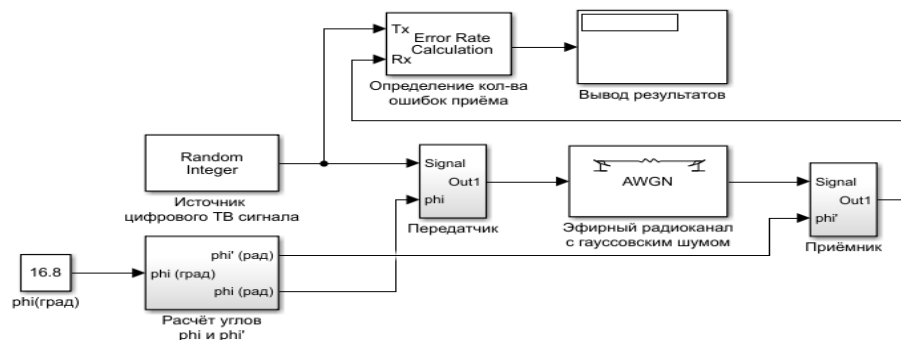 Tx
Error Rate
Calculation
Rx
Определение кол-ва
ошибок приёма
Вывод результатов
Random
Integer
Источник
цифрового ТВ сигнала
Signal
Out1
phi
Передатчик
AWGN
Эфирный радиоканал
с гауссовским шумом
Signal
Out1
phi'
Приёмник
16.8
phi(град)
phi (град)
phi' (рад)
phi (рад)
Расчёт углов
phi и phi'